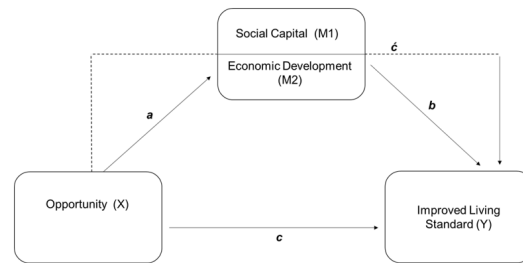 Social Capital (M1)
ć
Economic Development
(M2)
a
b
Opportunity (X)
Improved Living
Standard (Y)
c